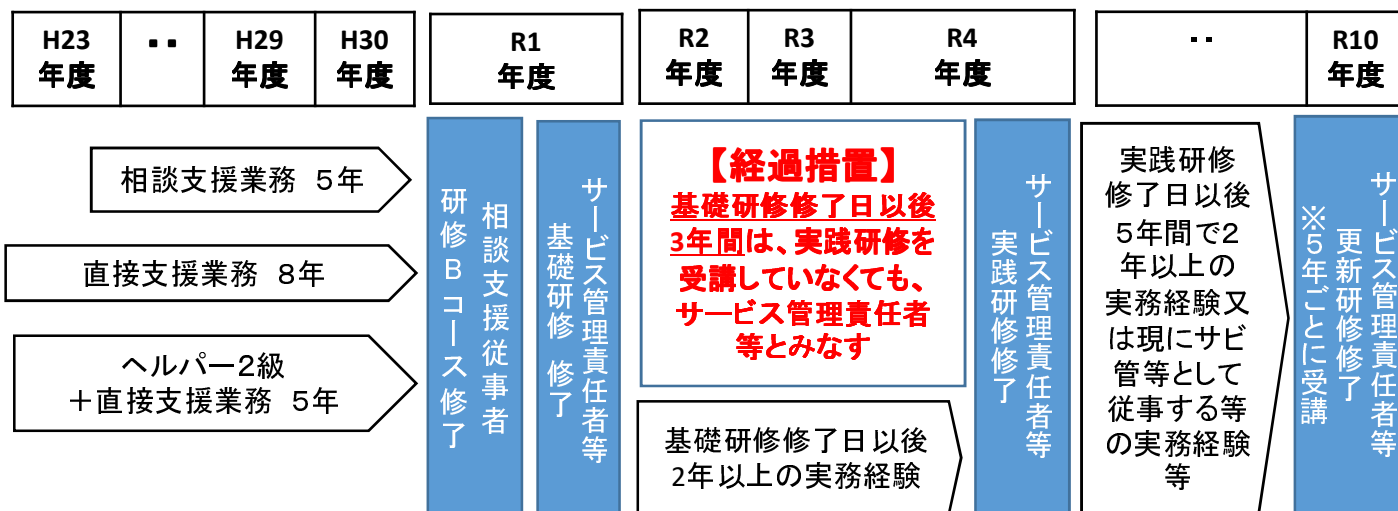 H23
年度
‥
H29
年度
H30
年度
R1
年度
R2
年度
R3
年度
R4
年度
‥
R10
年度
相談支援業務 5年
直接支援業務 8年
ヘルパー2級
＋直接支援業務 5年
相談支援従事者
研修Bコース修了
サービス管理責任者等
基礎研修 修了
【経過措置】
基礎研修修了日以後
3年間は、実践研修を
受講していなくても、
サービス管理責任者
等とみなす
基礎研修修了日以後
2年以上の実務経験
サービス管理責任者等
実践研修修了
実践研修
修了日以後
5年間で2
年以上の
実務経験又
は現にサビ
管等として
従事する等
の実務経験
等
サービス管理責任者等
更新研修修了
※5年ごとに受講